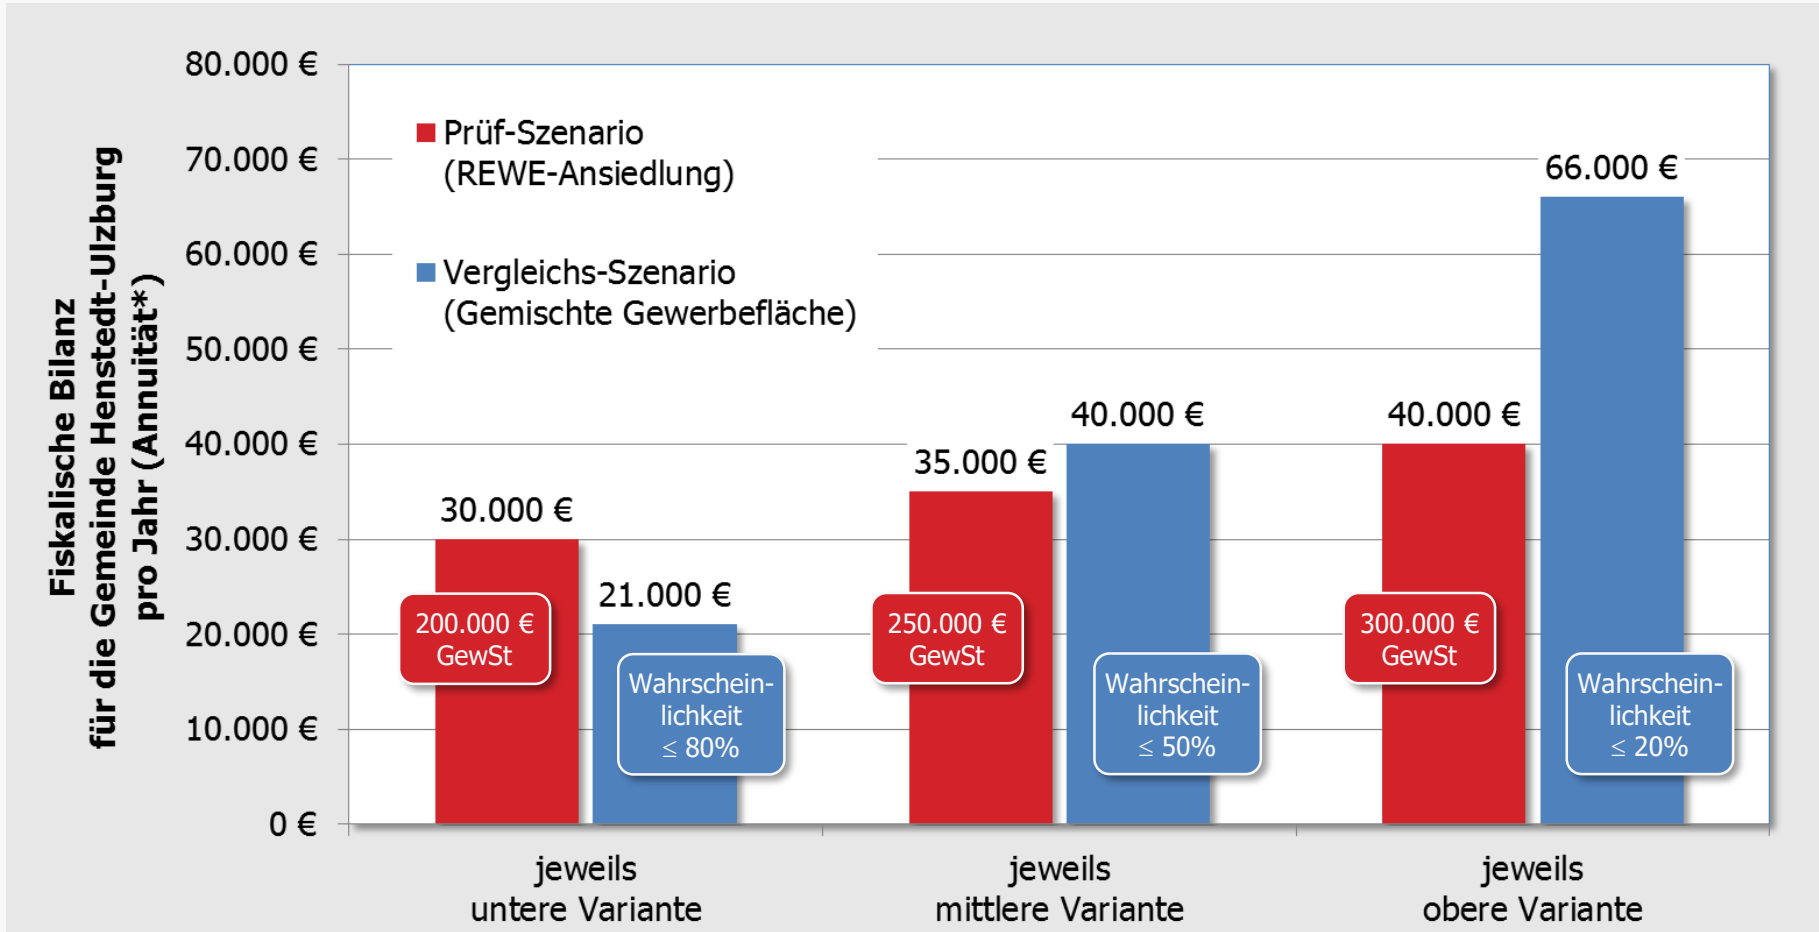 Fiskalische Bilanz
für die Gemeinde Henstedt-Ulzburg
pro Jahr (Annuität*)
80.000 €
70.000 €
60.000 €
50.000 €
40.000 €
30.000 €
20.000 €
10.000 €
0 €
Prüf-Szenario
(REWE-Ansiedlung)
Vergleichs-Szenario
(Gemischte Gewerbefläche)
30.000 €
200.000 €
GewSt
21.000 €
Wahrschein-
lichkeit
≤ 80%
35.000 €
250.000 €
GewSt
40.000 €
Wahrschein-
lichkeit
≤ 50%
40.000 €
300.000 €
GewSt
66.000 €
Wahrschein-
lichkeit
≤ 20%
jeweils
untere Variante
jeweils
mittlere Variante
jeweils
obere Variante